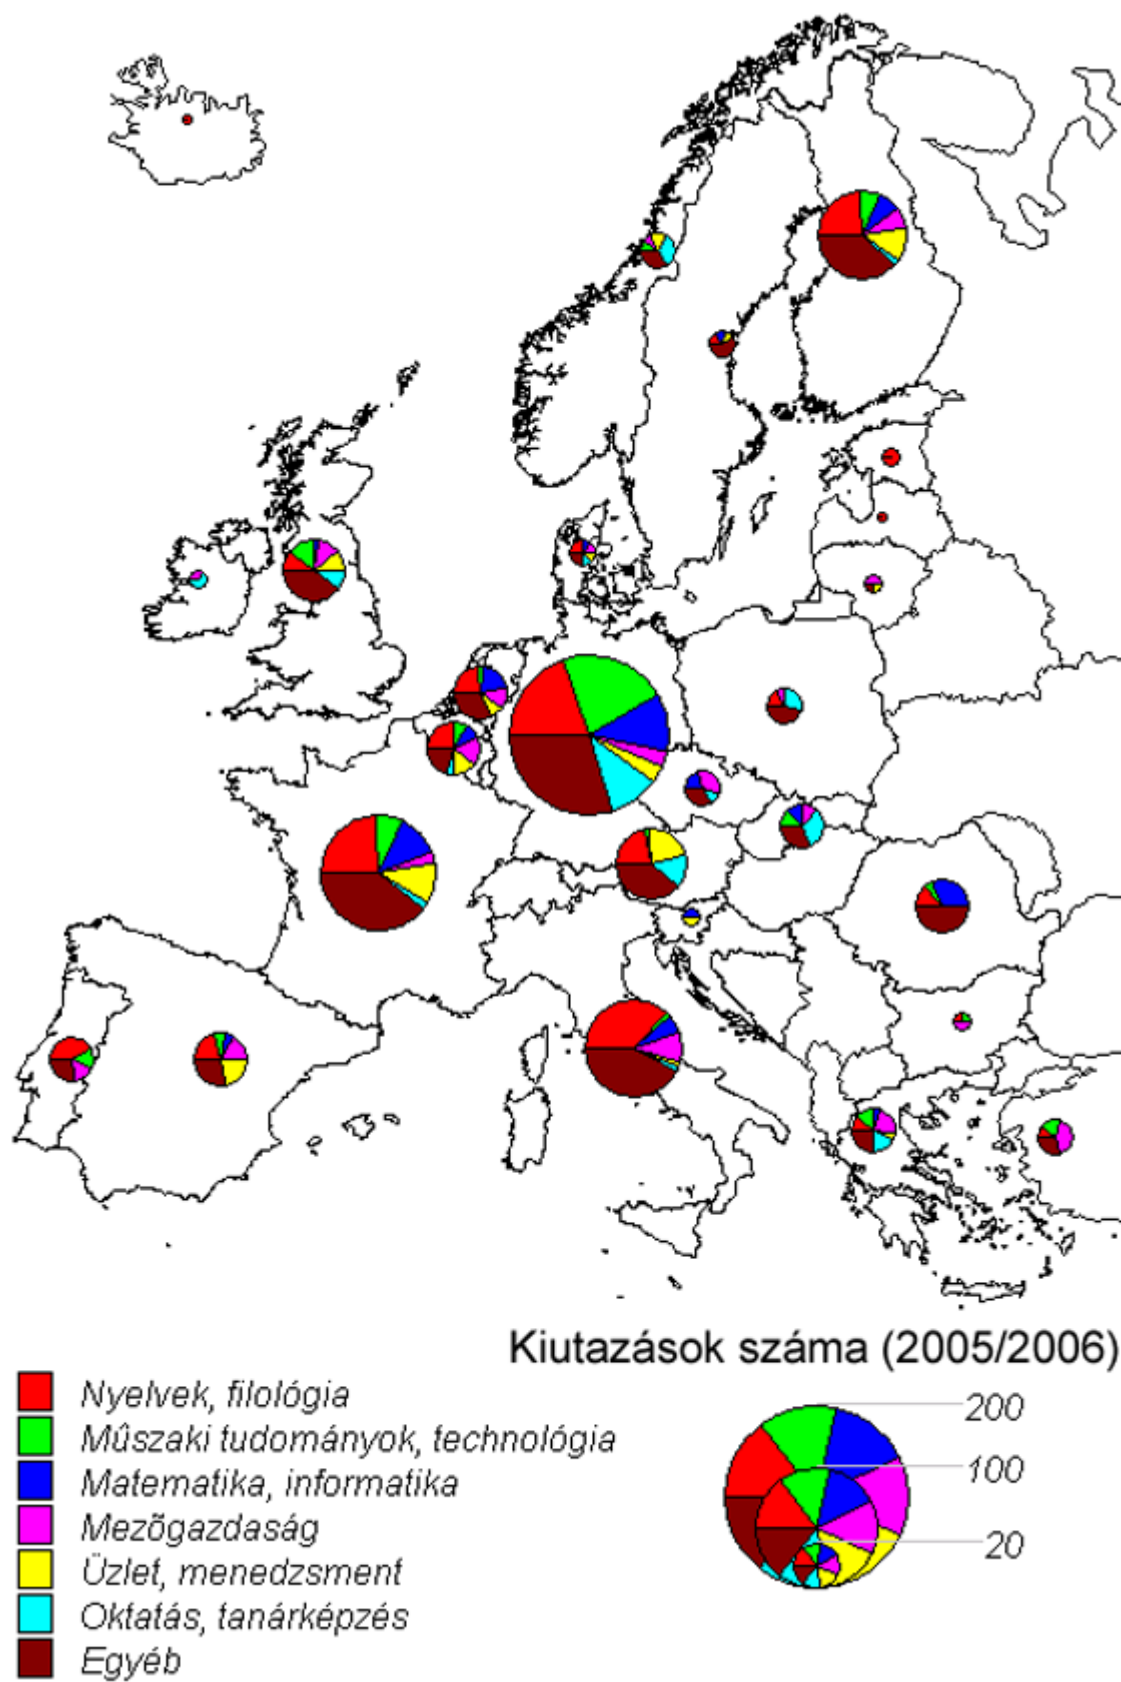 Kiutazások száma (2005/2006)
200
100
20
Nyelvek, filológia
Mûszaki tudományok, technológia
Matematika, informatika
Mezõgazdaság
Üzlet, menedzsment
Oktatás, tanárképzés
Egyéb